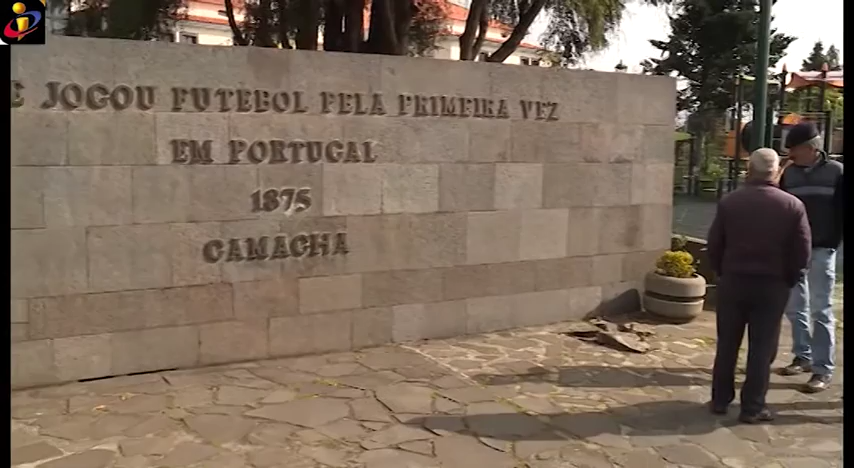 E JOGOU FUTEBOL PELA PRIMEIRA VEZ
EM PORTUGAL
1875
CAMACHA